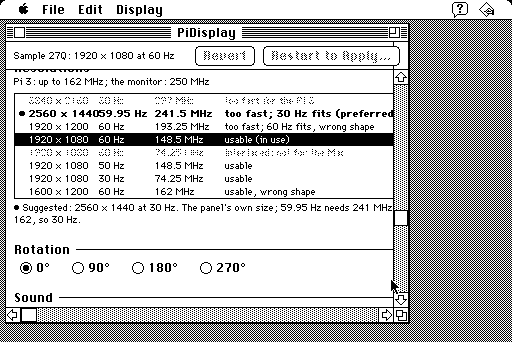 File Edit Display
PiDisplay
Sample 27Q: 1920 × 1080 at 60 Hz
Revert
Restart to Apply...
Resolutions
Pi 3: up to 162 MHz; the monitor: 250 MHz
3840 × 2160 30 Hz 297 MHz too fast for the Pi 3
● 2560 × 1440 59.95 Hz 241.5 MHz too fast; 30 Hz fits (preferred
1920 × 1200 60 Hz 193.25 MHz too fast; 60 Hz fits, wrong shape
1920 × 1080 60 Hz 148.5 MHz usable (in use)
1920 × 1080 60 Hz 74.25 MHz Interlaced: not for the Mac
1920 × 1080 50 Hz 148.5 MHz usable
1920 × 1080 30 Hz 74.25 MHz usable
1600 × 1200 60 Hz 162 MHz usable, wrong shape
● Suggested: 2560 × 1440 at 30 Hz. The panel's own size; 59.95 Hz needs 241 MHz
162, so 30 Hz.
Rotation
0° 90° 180° 270°
Sound